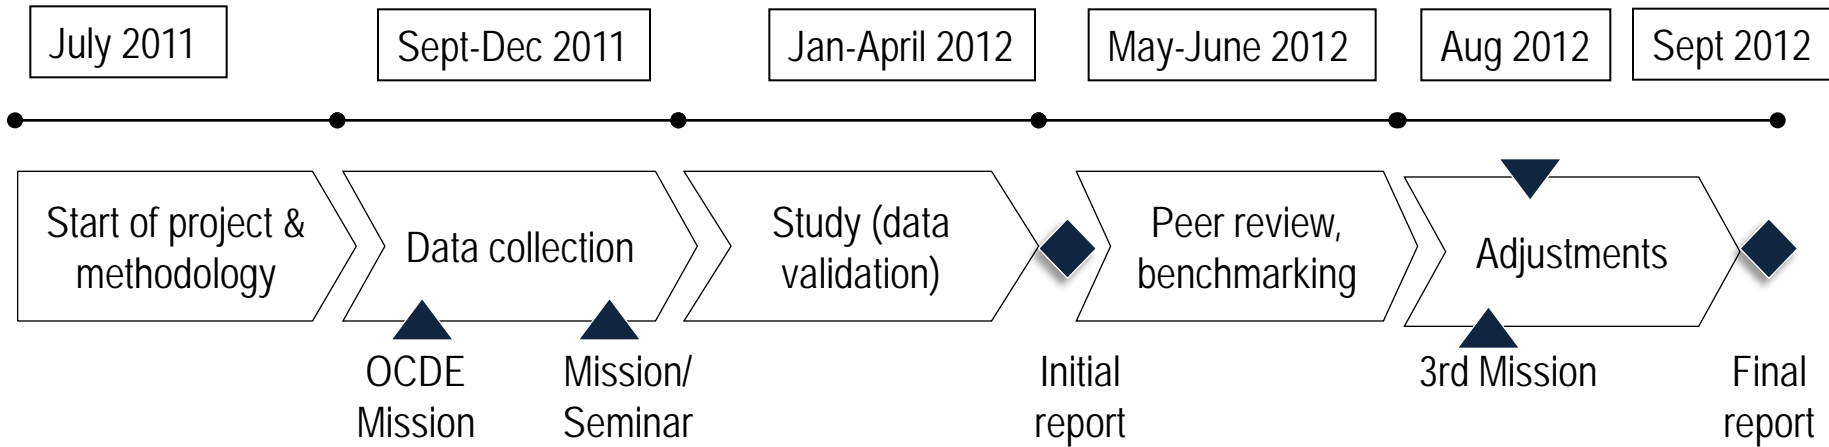 July 2011
Sept-Dec 2011
Jan-April 2012
May-June 2012
Aug 2012
Sept 2012
Start of project &
methodology
Data collection
Study (data
validation)
Peer review,
benchmarking
Adjustments
OCDE
Mission
Mission/
Seminar
Initial
report
3rd Mission
Final
report